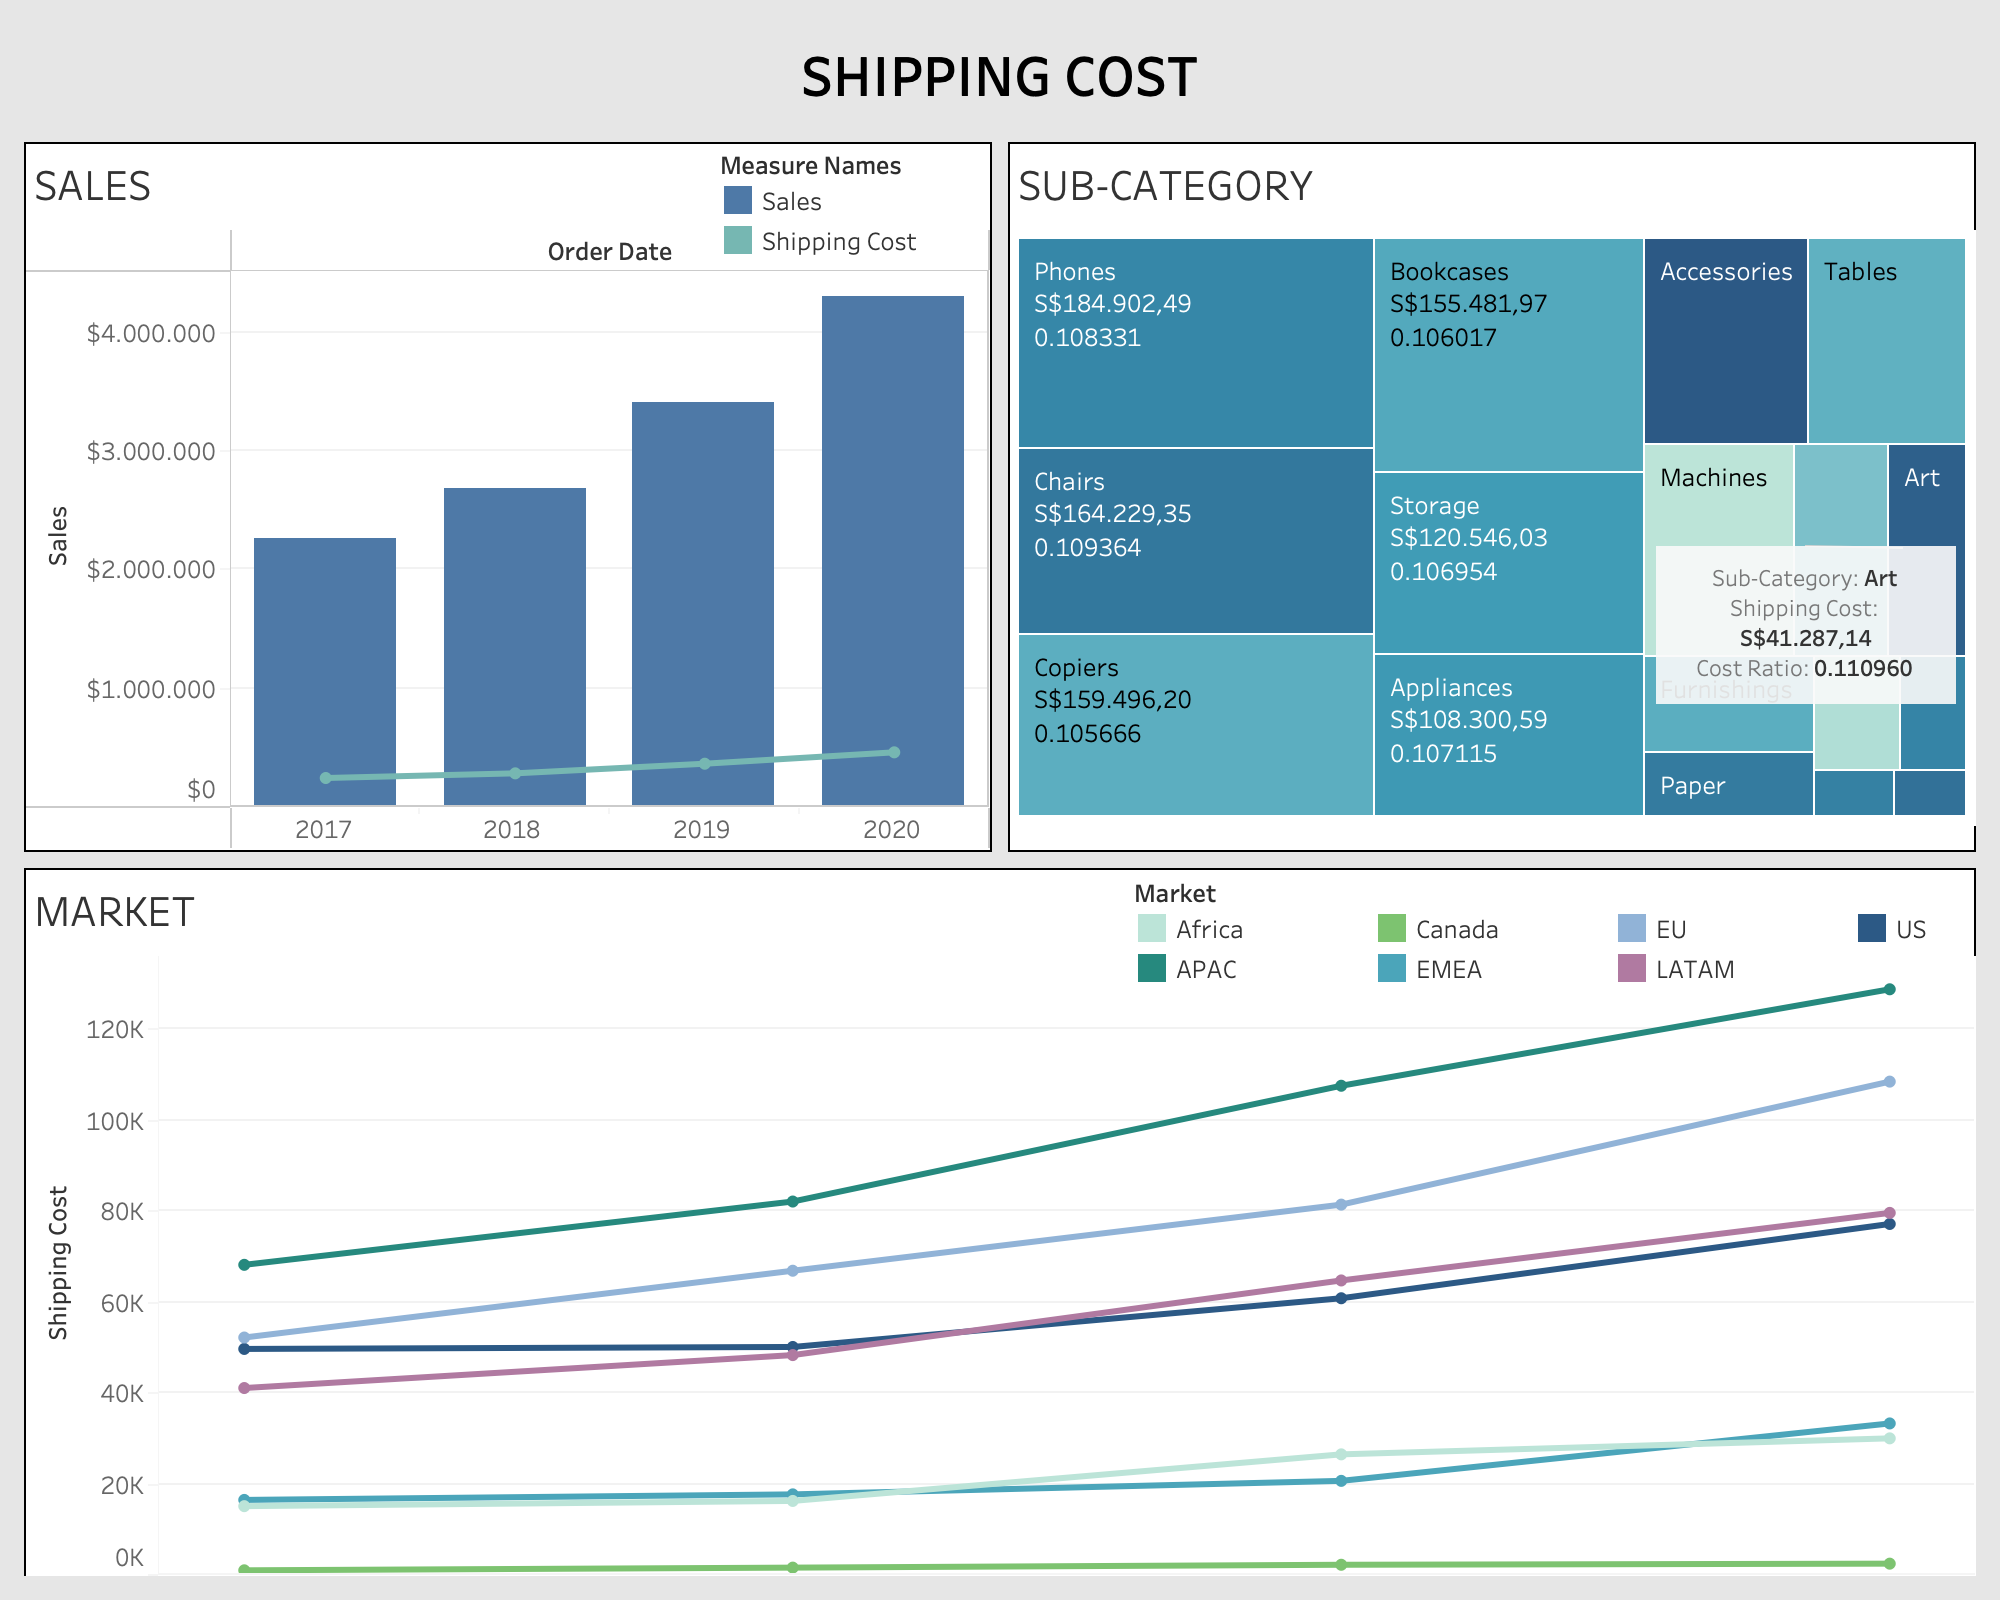 SHIPPING COST
SALES
Measure Names
Sales
Shipping Cost
Order Date
$4.000.000
$3.000.000
$2.000.000
$1.000.000
$0
Sales
2017
2018
2019
2020
SUB-CATEGORY
Phones
S$184.902,49
0.108331
Chairs
S$164.229,35
0.109364
Copiers
S$159.496,20
0.105666
Bookcases
S$155.481,97
0.106017
Storage
S$120.546,03
0.106954
Appliances
S$108.300,59
0.107115
Accessories
Tables
Machines
Art
Sub-Category: Art
Shipping Cost:
S$41.287,14
Cost Ratio: 0.110960
Furnishings
Paper
MARKET
Market
Africa
Canada
EU
US
APAC
EMEA
LATAM
120K
100K
80K
60K
40K
20K
0K
Shipping Cost